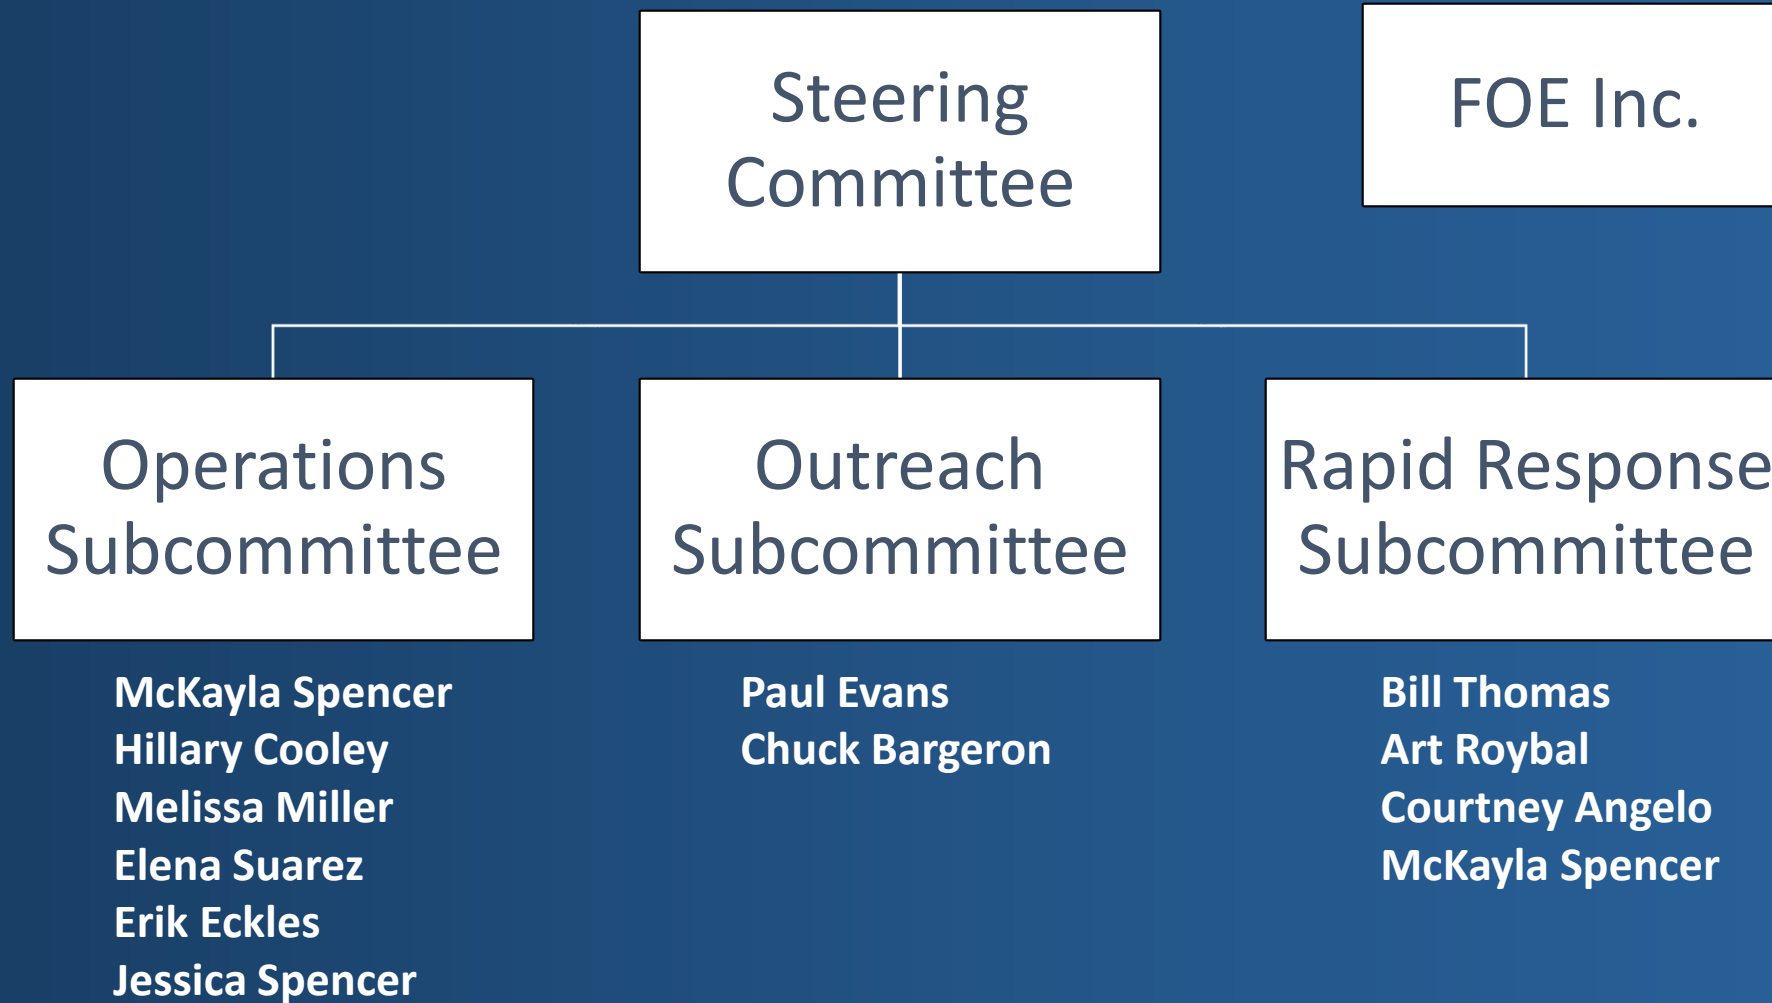 Steering
Committee
FOE Inc.
Operations
Subcommittee
Outreach
Subcommittee
Rapid Response
Subcommittee
McKayla Spencer
Hillary Cooley
Melissa Miller
Elena Suarez
Erik Eckles
Jessica Spencer
Paul Evans
Chuck Bargeron
Bill Thomas
Art Roybal
Courtney Angelo
McKayla Spencer